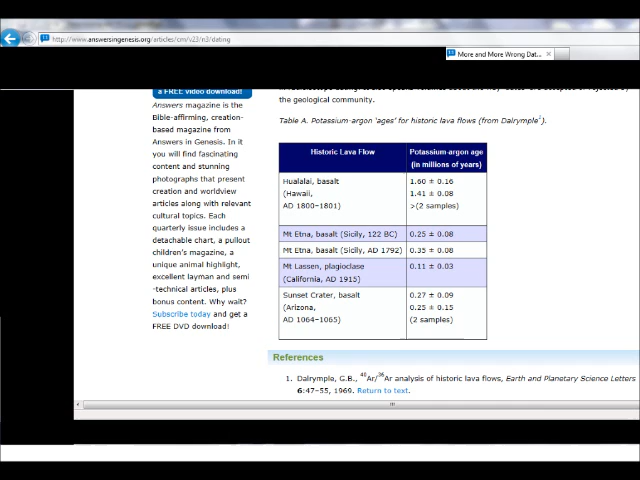 http://www.answersingenesis.org/articles/cm/v23/n3/dating
More and More Wrong Dat...
a FREE video download!
Answers magazine is the
Bible-affirming, creation-
based magazine from
Answers in Genesis. In it
you will find fascinating
content and stunning
photographs that present
creation and worldview
articles along with relevant
cultural topics. Each
quarterly issue includes a
detachable chart, a pullout
children's magazine, a
unique animal highlight,
excellent layman and semi
-technical articles, plus
bonus content. Why wait?
Subscribe today and get a
FREE DVD download!
the geological community.
Table A. Potassium-argon 'ages' for historic lava flows (from Dalrymple1).
Historic Lava Flow
Potassium-argon age
(in millions of years)
Hualalai, basalt
(Hawaii,
AD 1800–1801)
1.60 ± 0.16
1.41 ± 0.08
>(2 samples)
Mt Etna, basalt (Sicily, 122 BC)
0.25 ± 0.08
Mt Etna, basalt (Sicily, AD 1792)
0.35 ± 0.08
Mt Lassen, plagioclase
(California, AD 1915)
0.11 ± 0.03
Sunset Crater, basalt
(Arizona,
AD 1064–1065)
0.27 ± 0.09
0.25 ± 0.15
(2 samples)
References
1. Dalrymple, G.B., 40Ar/36Ar analysis of historic lava flows, Earth and Planetary Science Letters
6:47–55, 1969. Return to text.